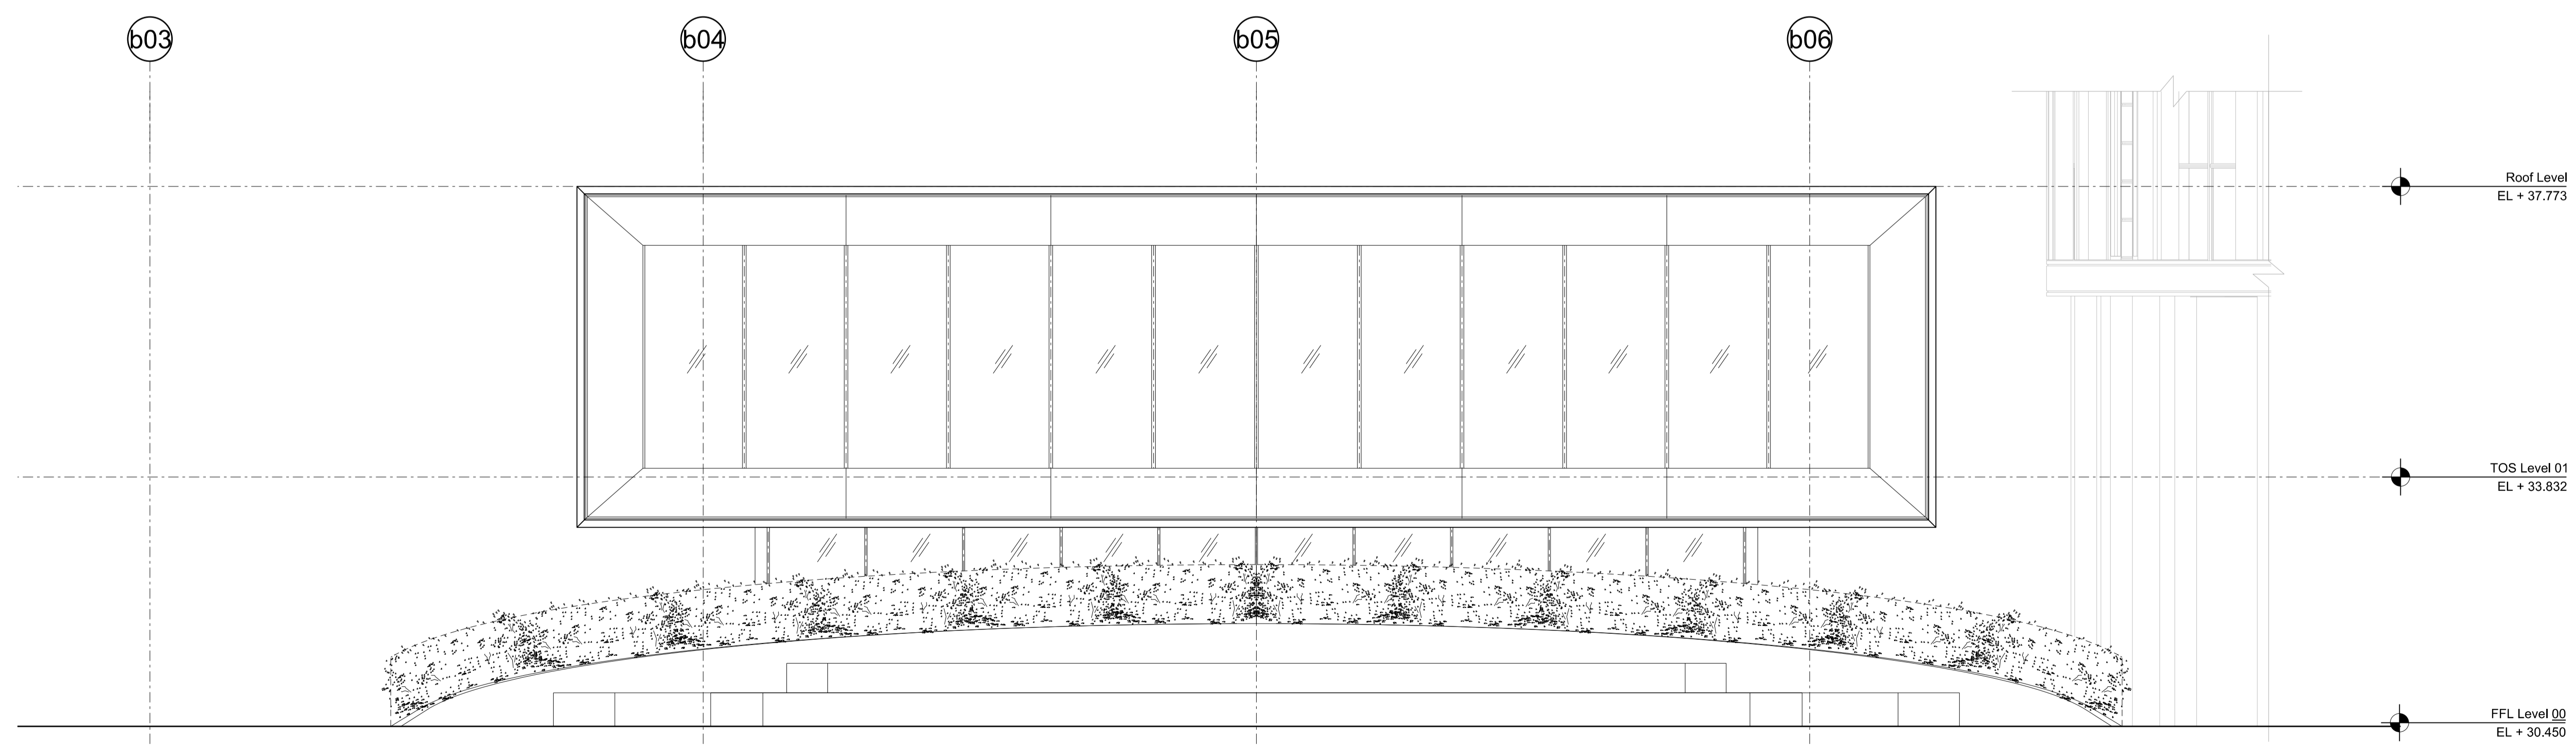 b03
b04
b05
b06
Roof Level
EL + 37.773
TOS Level 01
EL + 33.832
FFL Level 00
EL + 30.450